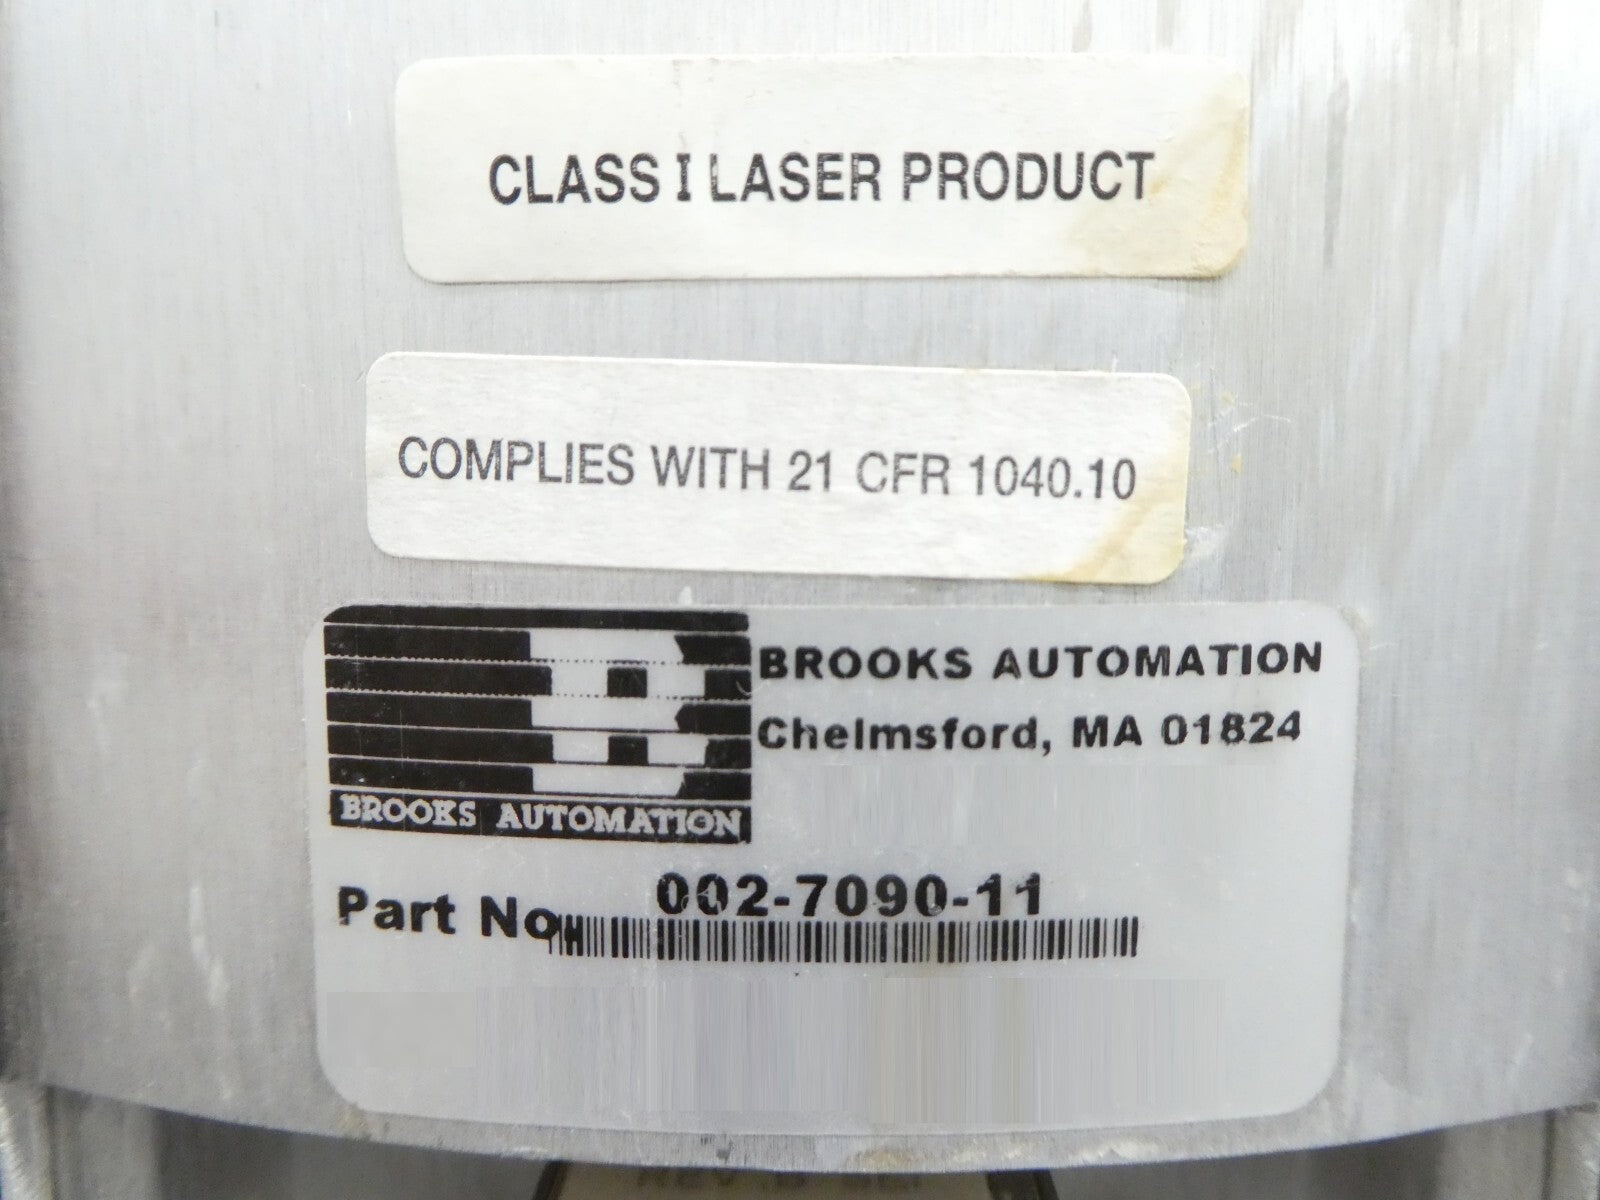 CLASS I LASER PRODUCT
COMPLIES WITH 21 CFR 1040.10
BROOKS AUTOMATION
Chelmsford, MA 01824
BROOKS AUTOMATION
002-7090-11
Part No